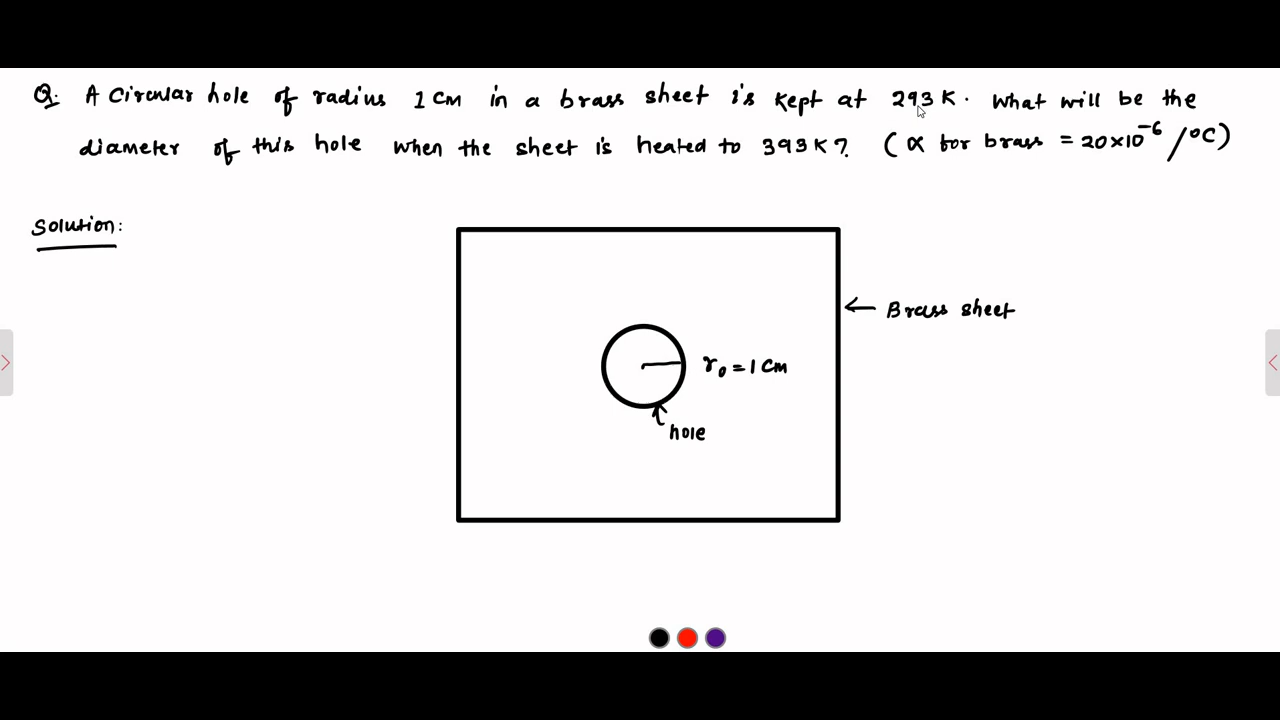 Q. A Circular hole of radius 1 cm in a brass sheet is kept at 293 K. What will be the
diameter of this hole when the sheet is heated to 393 K? (α for brass = 20×10⁻⁶ /°C)
Solution:
← Brass sheet
r₀ = 1 cm
hole